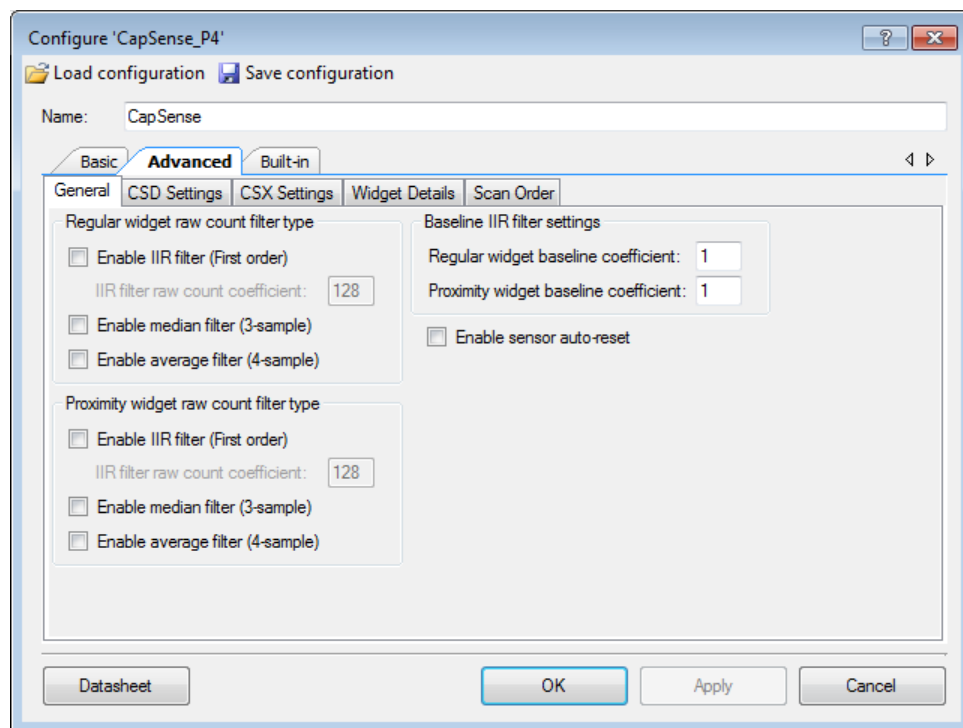 Configure 'CapSense_P4'
Load configuration Save configuration
Name: CapSense
Basic Advanced Built-in
General CSD Settings CSX Settings Widget Details Scan Order
Regular widget raw count filter type
Enable IIR filter (First order)
IIR filter raw count coefficient: 128
Enable median filter (3-sample)
Enable average filter (4-sample)
Proximity widget raw count filter type
Enable IIR filter (First order)
IIR filter raw count coefficient: 128
Enable median filter (3-sample)
Enable average filter (4-sample)
Baseline IIR filter settings
Regular widget baseline coefficient: 1
Proximity widget baseline coefficient: 1
Enable sensor auto-reset
Datasheet OK Apply Cancel